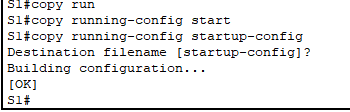 S1#copy run
S1#copy running-config start
S1#copy running-config startup-config
Destination filename [startup-config]?
Building configuration...
[OK]
S1#